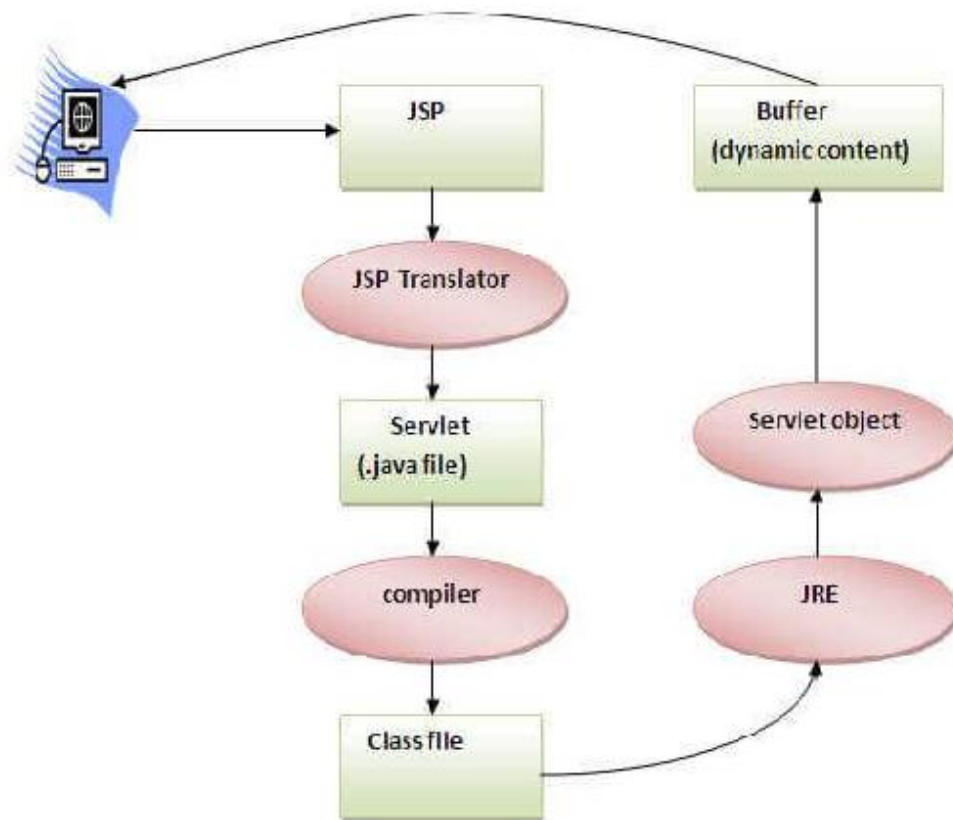 JSP
Buffer
(dynamic content)
JSP Translator
Servlet
(.java file)
Servlet object
compiler
JRE
Class file